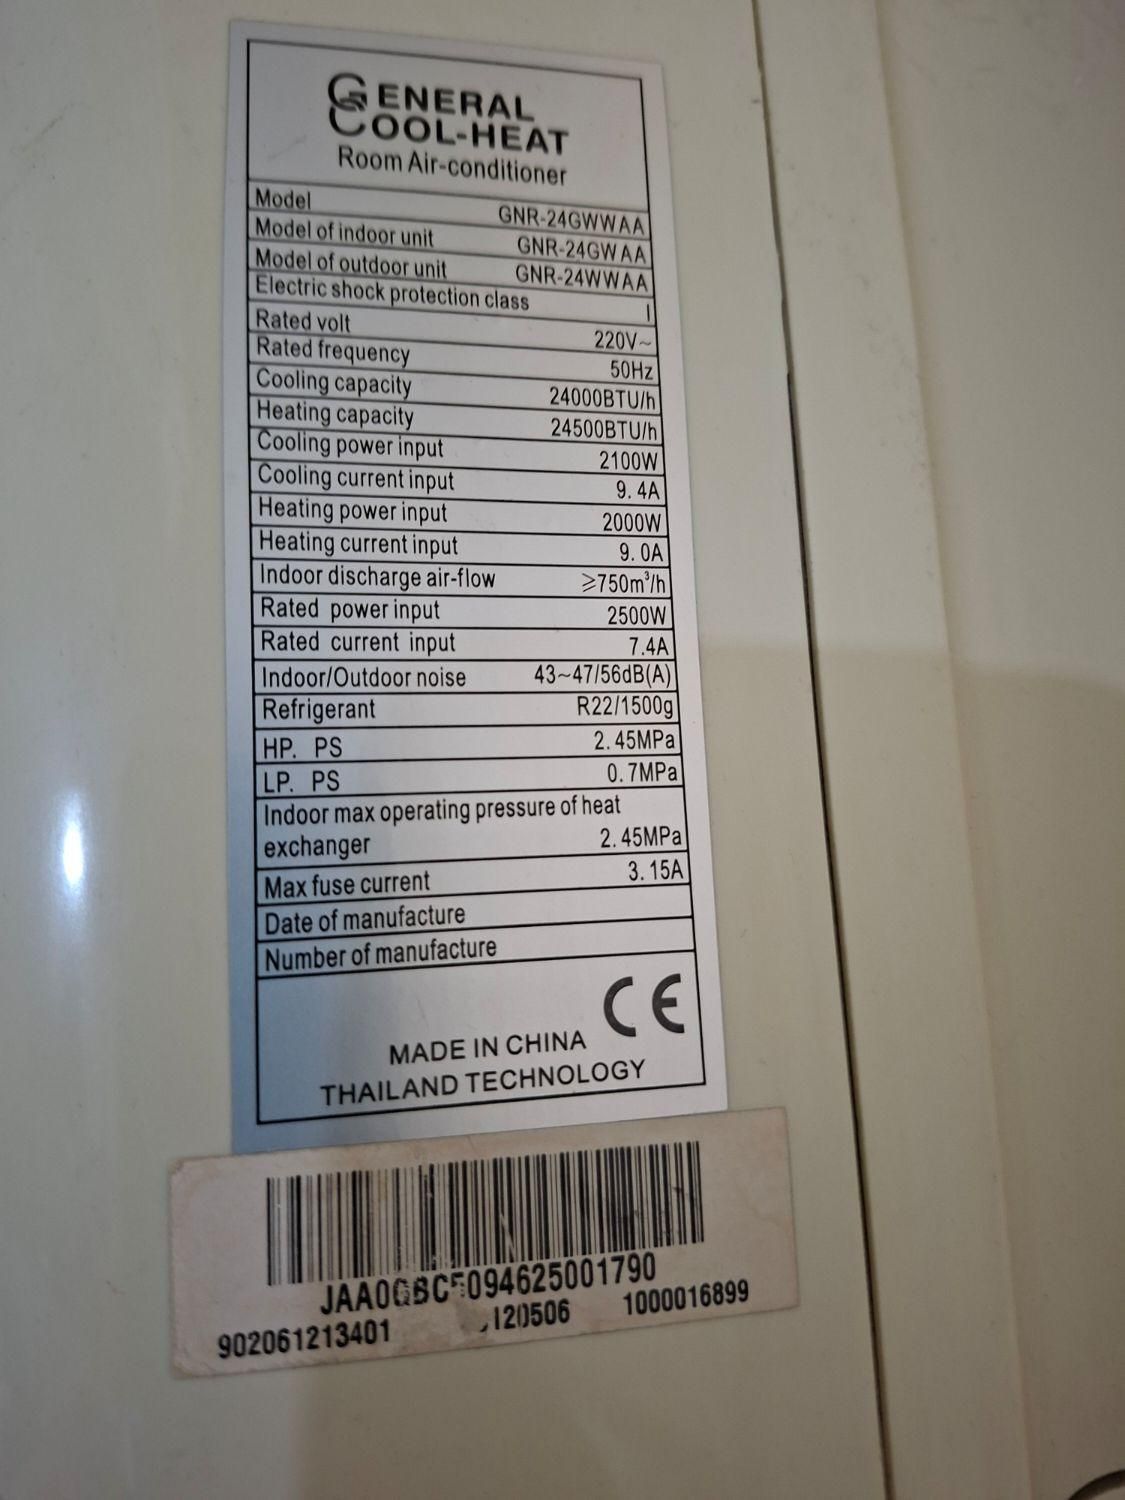 GENERAL
COOL-HEAT
Room Air-conditioner
Model GNR-24GWWAA
Model of indoor unit GNR-24GWAA
Model of outdoor unit GNR-24WWAA
Electric shock protection class I
Rated volt 220V~
Rated frequency 50Hz
Cooling capacity 24000BTU/h
Heating capacity 24500BTU/h
Cooling power input 2100W
Cooling current input 9.4A
Heating power input 2000W
Heating current input 9.0A
Indoor discharge air-flow ≥750m³/h
Rated power input 2500W
Rated current input 7.4A
Indoor/Outdoor noise 43~47/56dB(A)
Refrigerant R22/1500g
HP. PS 2.45MPa
LP. PS 0.7MPa
Indoor max operating pressure of heat
exchanger 2.45MPa
Max fuse current 3.15A
Date of manufacture
Number of manufacture
CE
MADE IN CHINA
THAILAND TECHNOLOGY
902061213401 120506 1000016899